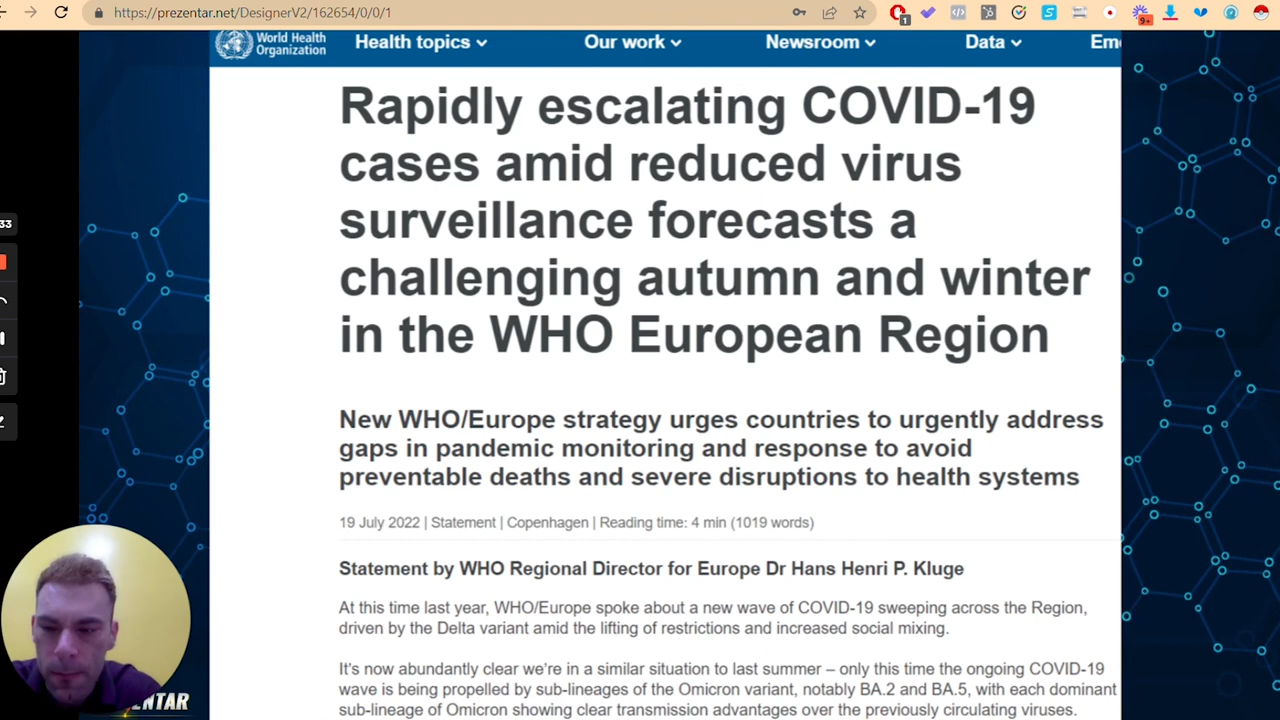 https://prezentar.net/DesignerV2/162654/0/0/1
1
9+
World Health
Organization
Health topics
Our work
Newsroom
Data
Eme
Rapidly escalating COVID-19
cases amid reduced virus
surveillance forecasts a
challenging autumn and winter
in the WHO European Region
33
New WHO/Europe strategy urges countries to urgently address
gaps in pandemic monitoring and response to avoid
preventable deaths and severe disruptions to health systems
19 July 2022 | Statement | Copenhagen | Reading time: 4 min (1019 words)
Statement by WHO Regional Director for Europe Dr Hans Henri P. Kluge
At this time last year, WHO/Europe spoke about a new wave of COVID-19 sweeping across the Region,
driven by the Delta variant amid the lifting of restrictions and increased social mixing.
It's now abundantly clear we're in a similar situation to last summer – only this time the ongoing COVID-19
wave is being propelled by sub-lineages of the Omicron variant, notably BA.2 and BA.5, with each dominant
sub-lineage of Omicron showing clear transmission advantages over the previously circulating viruses.
ENTAR